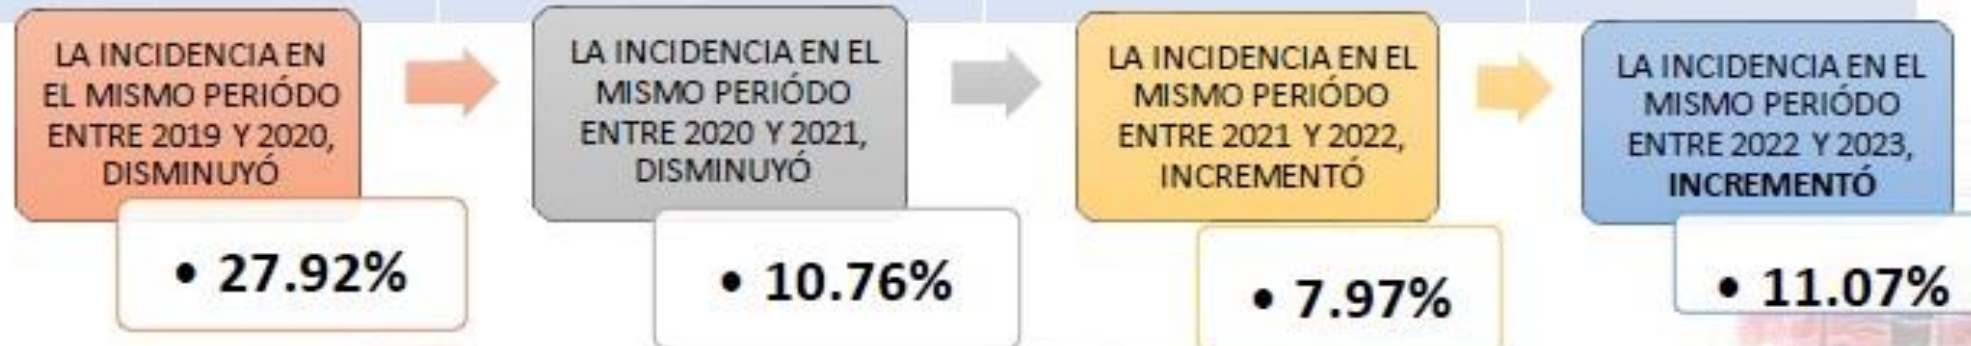 LA INCIDENCIA EN
EL MISMO PERIÓDO
ENTRE 2019 Y 2020,
DISMINUYÓ
• 27.92%
LA INCIDENCIA EN EL
MISMO PERIÓDO
ENTRE 2020 Y 2021,
DISMINUYÓ
• 10.76%
LA INCIDENCIA EN EL
MISMO PERIÓDO
ENTRE 2021 Y 2022,
INCREMENTÓ
• 7.97%
LA INCIDENCIA EN EL
MISMO PERIÓDO
ENTRE 2022 Y 2023,
INCREMENTÓ
• 11.07%